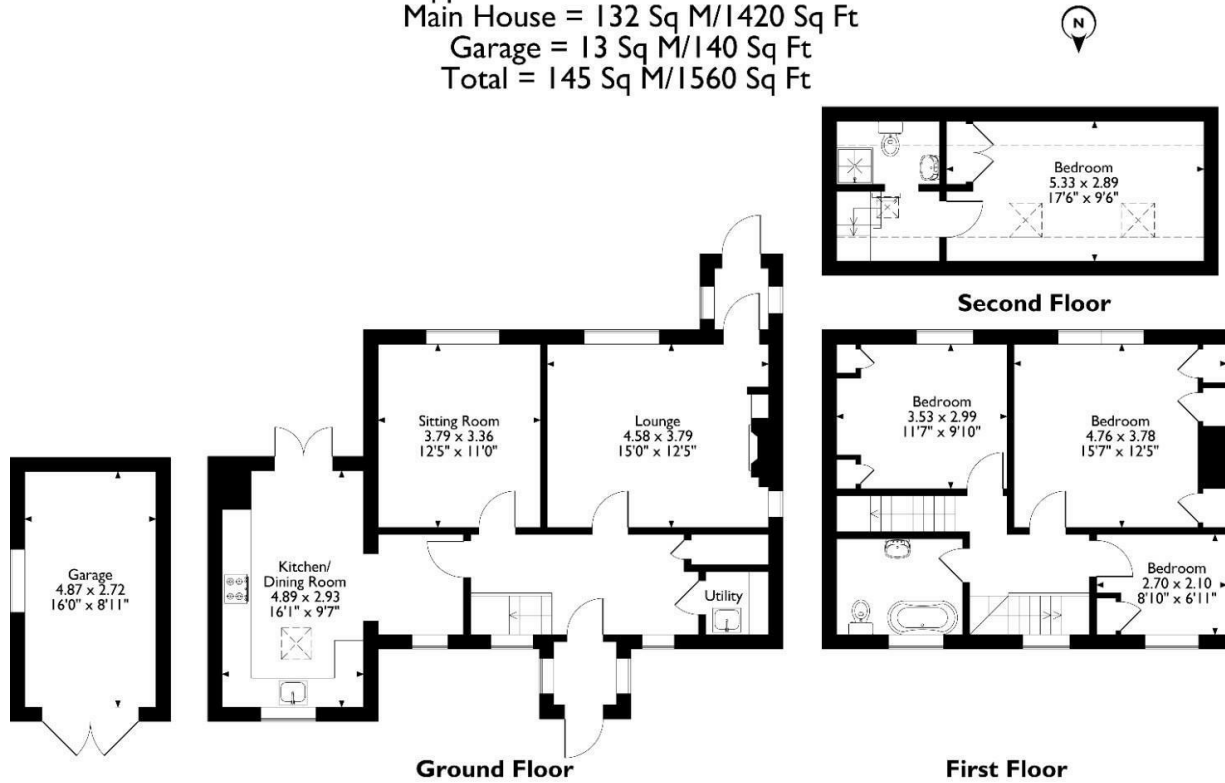 Main House = 132 Sq M/1420 Sq Ft
Garage = 13 Sq M/140 Sq Ft
Total = 145 Sq M/1560 Sq Ft
N
Bedroom
5.33 x 2.89
17'6" x 9'6"
Second Floor
Sitting Room
3.79 x 3.36
12'5" x 11'0"
Lounge
4.58 x 3.79
15'0" x 12'5"
Bedroom
3.53 x 2.99
11'7" x 9'10"
Bedroom
4.76 x 3.78
15'7" x 12'5"
Garage
4.87 x 2.72
16'0" x 8'11"
Kitchen/
Dining Room
4.89 x 2.93
16'1" x 9'7"
Utility
Bedroom
2.70 x 2.10
8'10" x 6'11"
Ground Floor
First Floor